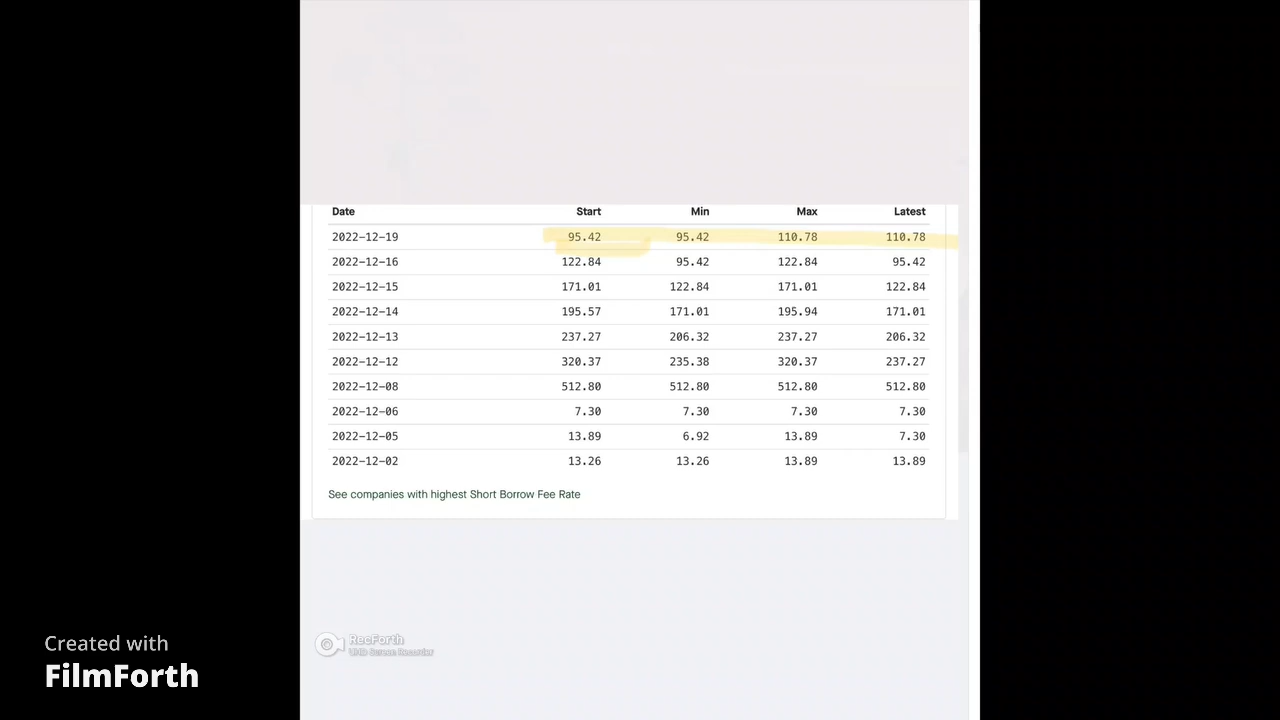 Date Start Min Max Latest
2022-12-19 95.42 95.42 110.78 110.78
2022-12-16 122.84 95.42 122.84 95.42
2022-12-15 171.01 122.84 171.01 122.84
2022-12-14 195.57 171.01 195.94 171.01
2022-12-13 237.27 206.32 237.27 206.32
2022-12-12 320.37 235.38 320.37 237.27
2022-12-08 512.80 512.80 512.80 512.80
2022-12-06 7.30 7.30 7.30 7.30
2022-12-05 13.89 6.92 13.89 7.30
2022-12-02 13.26 13.26 13.89 13.89
See companies with highest Short Borrow Fee Rate
RecForth
UHD Screen Recorder
Created with
FilmForth